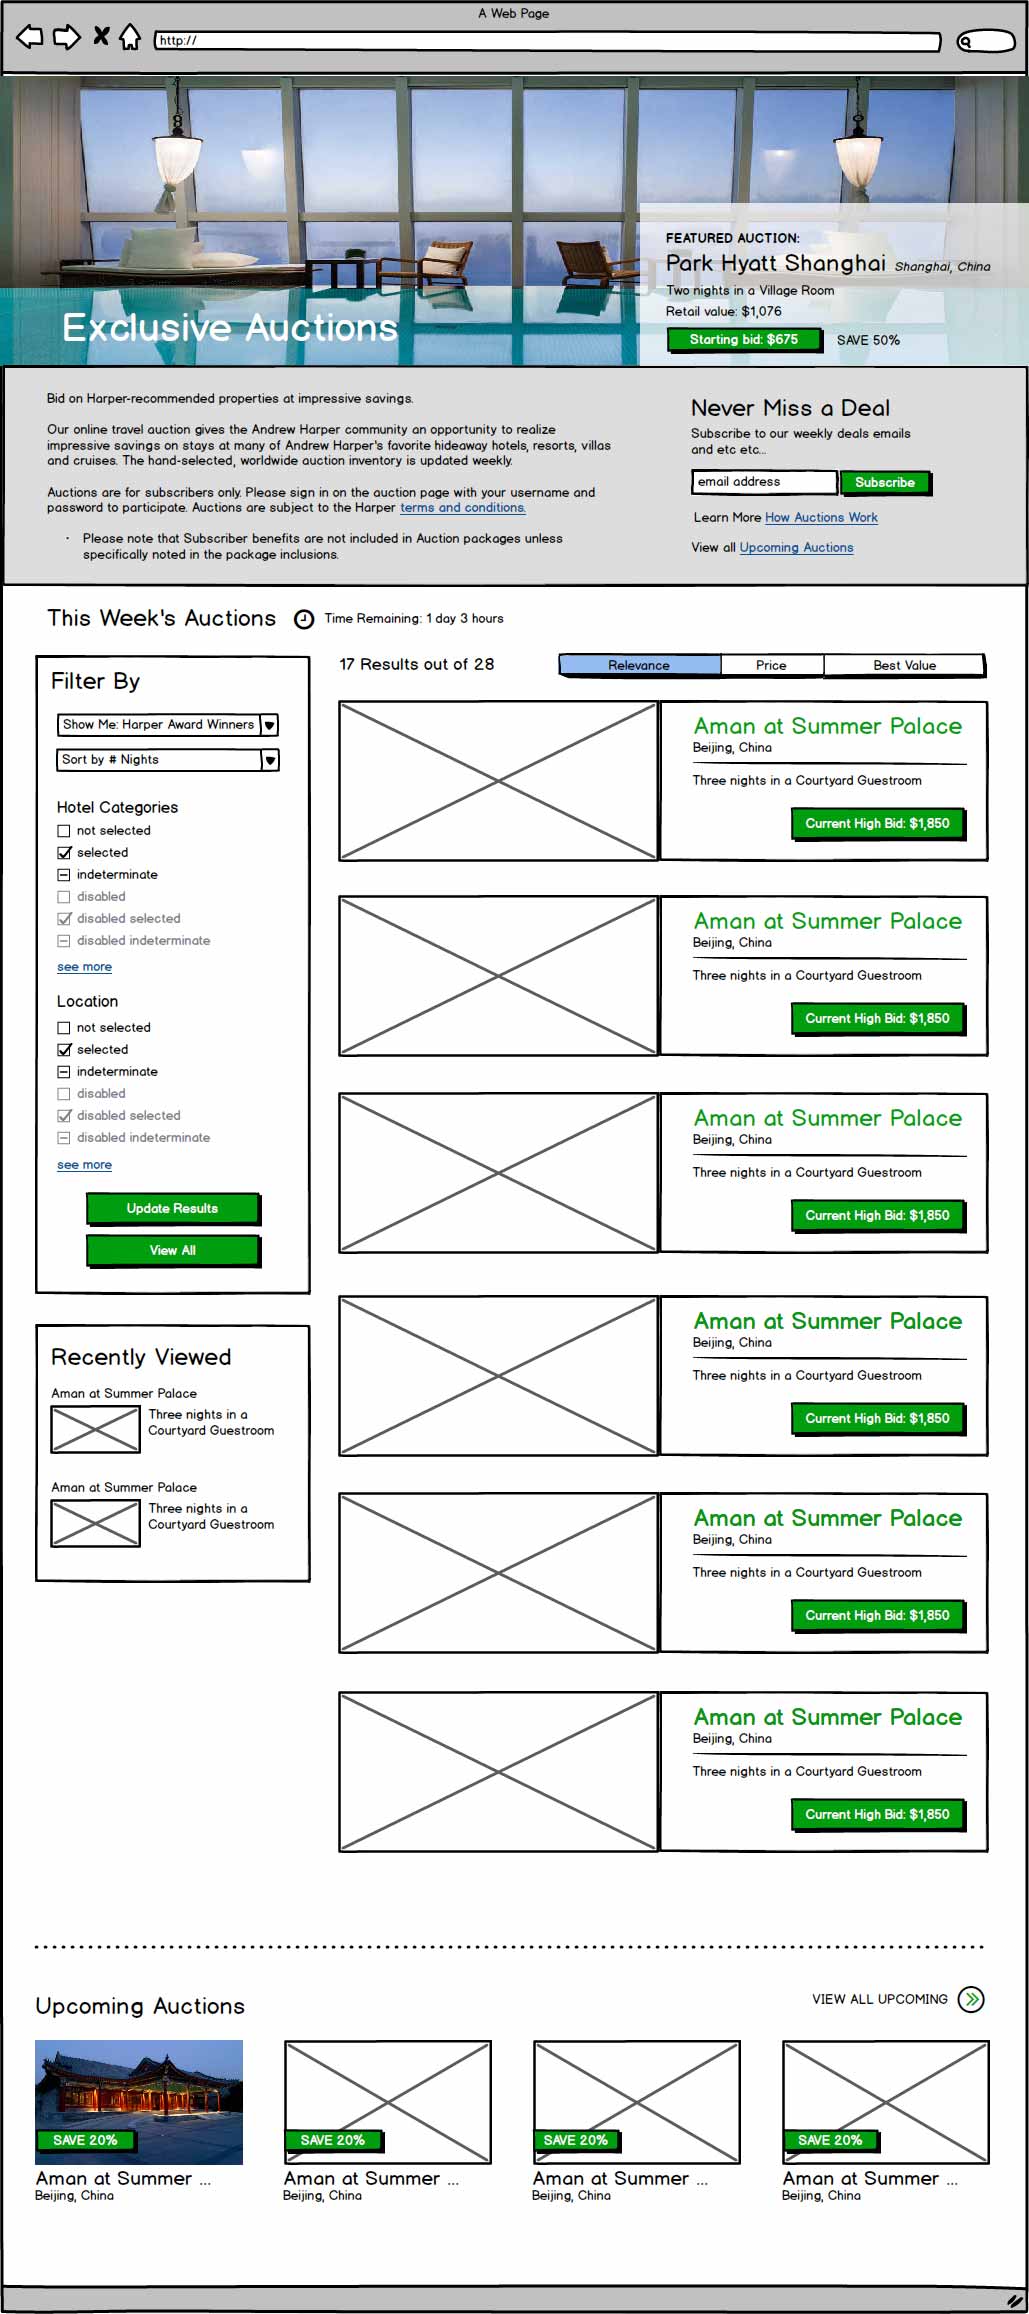 A Web Page
http://
FEATURED AUCTION:
Park Hyatt Shanghai Shanghai, China
Two nights in a Village Room
Retail value: $1,076
Starting bid: $675 SAVE 50%
Exclusive Auctions
Bid on Harper-recommended properties at impressive savings.
Our online travel auction gives the Andrew Harper community an opportunity to realize
impressive savings on stays at many of Andrew Harper's favorite hideaway hotels, resorts, villas
and cruises. The hand-selected, worldwide auction inventory is updated weekly.
Auctions are for subscribers only. Please sign in on the auction page with your username and
password to participate. Auctions are subject to the Harper terms and conditions.
· Please note that Subscriber benefits are not included in Auction packages unless
specifically noted in the package inclusions.
Never Miss a Deal
Subscribe to our weekly deals emails
and etc etc...
email address Subscribe
Learn More How Auctions Work
View all Upcoming Auctions
This Week's Auctions Time Remaining: 1 day 3 hours
Filter By
Show Me: Harper Award Winners
Sort by # Nights
Hotel Categories
not selected
selected
indeterminate
disabled
disabled selected
disabled indeterminate
see more
Location
not selected
selected
indeterminate
disabled
disabled selected
disabled indeterminate
see more
Update Results
View All
Recently Viewed
Aman at Summer Palace
Three nights in a
Courtyard Guestroom
Aman at Summer Palace
Three nights in a
Courtyard Guestroom
17 Results out of 28
Relevance Price Best Value
Aman at Summer Palace
Beijing, China
Three nights in a Courtyard Guestroom
Current High Bid: $1,850
Aman at Summer Palace
Beijing, China
Three nights in a Courtyard Guestroom
Current High Bid: $1,850
Aman at Summer Palace
Beijing, China
Three nights in a Courtyard Guestroom
Current High Bid: $1,850
Aman at Summer Palace
Beijing, China
Three nights in a Courtyard Guestroom
Current High Bid: $1,850
Aman at Summer Palace
Beijing, China
Three nights in a Courtyard Guestroom
Current High Bid: $1,850
Aman at Summer Palace
Beijing, China
Three nights in a Courtyard Guestroom
Current High Bid: $1,850
Upcoming Auctions
VIEW ALL UPCOMING
SAVE 20%
Aman at Summer ...
Beijing, China
SAVE 20%
Aman at Summer ...
Beijing, China
SAVE 20%
Aman at Summer ...
Beijing, China
SAVE 20%
Aman at Summer ...
Beijing, China